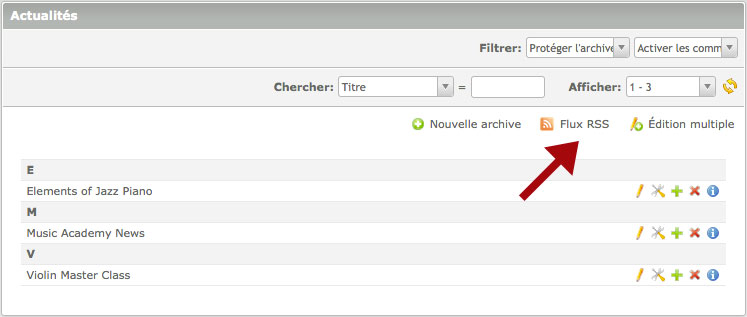 Actualités
Filtrer: Protéger l'archive Activer les comm
Chercher: Titre = Afficher: 1 - 3
Nouvelle archive Flux RSS Édition multiple
E
Elements of Jazz Piano
M
Music Academy News
V
Violin Master Class